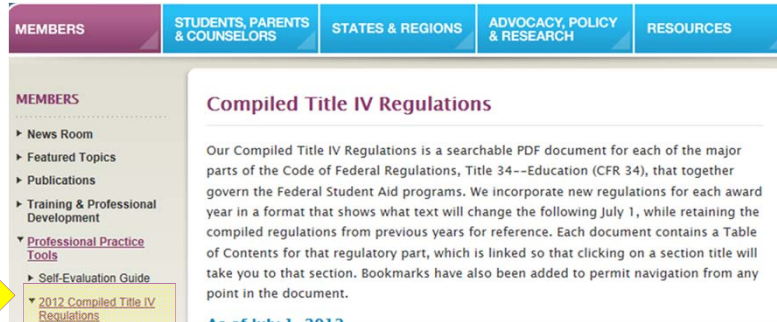 MEMBERS
STUDENTS, PARENTS
& COUNSELORS
STATES & REGIONS
ADVOCACY, POLICY
& RESEARCH
RESOURCES
MEMBERS
News Room
Featured Topics
Publications
Training & Professional
Development
Professional Practice
Tools
Self-Evaluation Guide
2012 Compiled Title IV
Regulations
Compiled Title IV Regulations
Our Compiled Title IV Regulations is a searchable PDF document for each of the major
parts of the Code of Federal Regulations, Title 34--Education (CFR 34), that together
govern the Federal Student Aid programs. We incorporate new regulations for each award
year in a format that shows what text will change the following July 1, while retaining the
compiled regulations from previous years for reference. Each document contains a Table
of Contents for that regulatory part, which is linked so that clicking on a section title will
take you to that section. Bookmarks have also been added to permit navigation from any
point in the document.
As of July 1, 2012